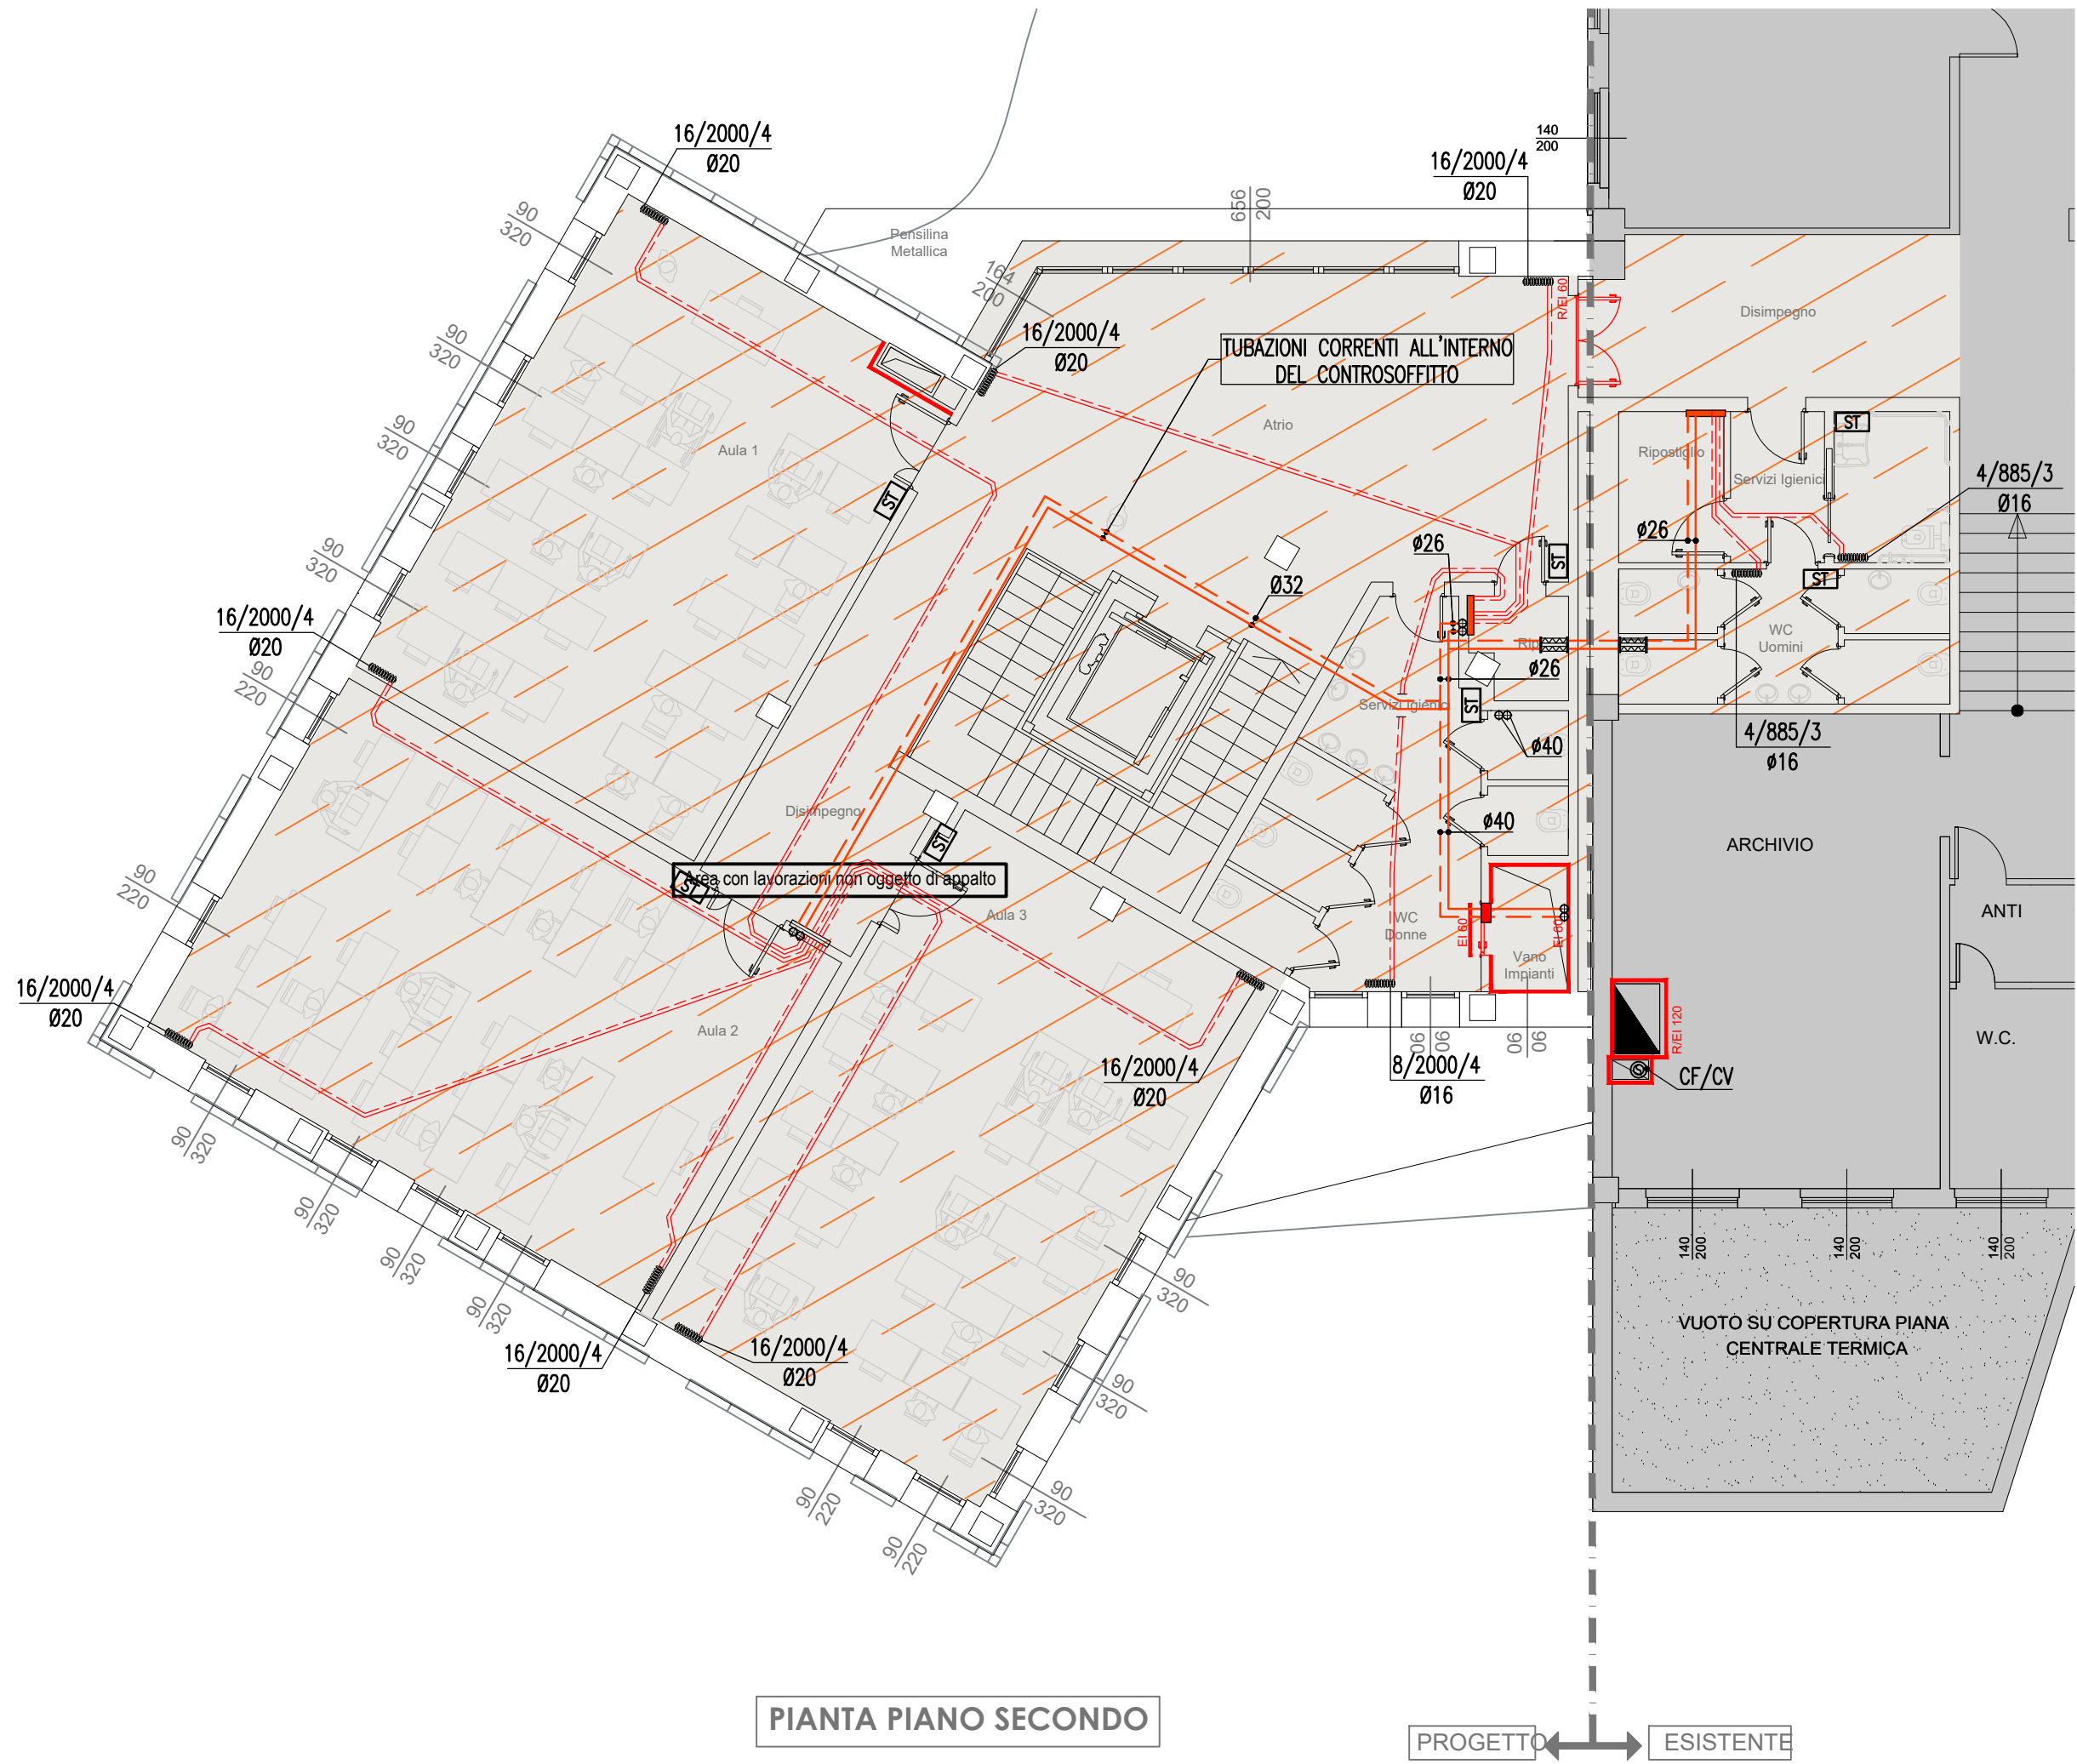 16/2000/4
Ø20
140
200
16/2000/4
Ø20
656
200
90
320
Pensilina
Metallica
164
200
R/EI 60
Disimpegno
90
320
16/2000/4
Ø20
TUBAZIONI CORRENTI ALL'INTERNO
DEL CONTROSOFFITTO
90
320
Aula 1
Atrio
ST
Ripostiglio
Servizi Igienici
4/885/3
Ø16
ST
Ø26
Ø26
90
320
ST
ST
Ø32
16/2000/4
Ø20
WC
Uomini
Rip
Ø26
90
220
ST
Servizi Igienic
4/885/3
Ø16
Ø40
Disimpegno
Ø40
ST
ARCHIVIO
Area con lavorazioni non oggetto di appalto
ST
90
220
Aula 3
WC
Donne
EI 60
EI 60
ANTI
Vano
Impianti
16/2000/4
Ø20
Aula 2
R/EI 120
W.C.
90
90
90
90
16/2000/4
Ø20
8/2000/4
Ø16
CF/CV
90
320
90
320
90
320
90
320
140
200
140
200
140
200
90
320
16/2000/4
Ø20
16/2000/4
Ø20
VUOTO SU COPERTURA PIANA
CENTRALE TERMICA
90
320
90
220
90
320
90
220
PIANTA PIANO SECONDO
PROGETTO
ESISTENTE